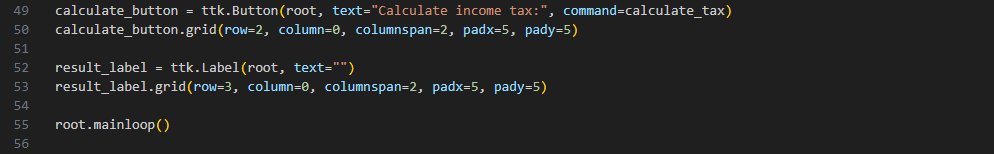 49 calculate_button = ttk.Button(root, text="Calculate income tax:", command=calculate_tax)
50 calculate_button.grid(row=2, column=0, columnspan=2, padx=5, pady=5)
51
52 result_label = ttk.Label(root, text="")
53 result_label.grid(row=3, column=0, columnspan=2, padx=5, pady=5)
54
55 root.mainloop()
56